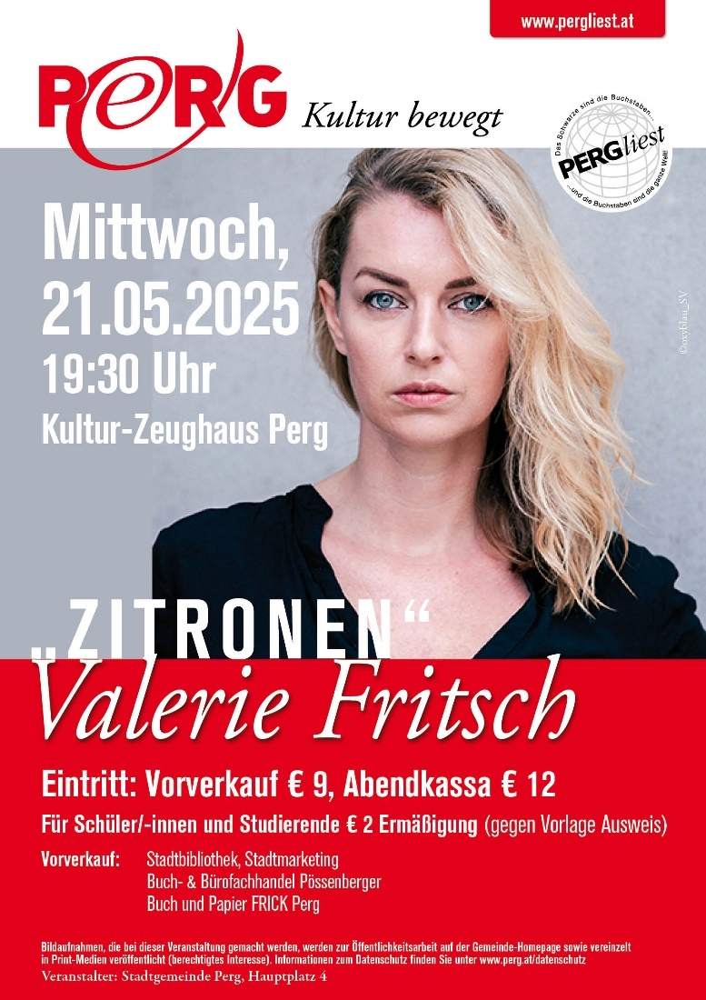 www.pergliest.at
PERG Kultur bewegt
Das Schwarze sind die Buchstaben...
PERGliest
...und die Buchstaben sind die ganze Welt!
Mittwoch,
21.05.2025
19:30 Uhr
Kultur-Zeughaus Perg
©oxyblau_SV
„ZITRONEN“
Valerie Fritsch
Eintritt: Vorverkauf € 9, Abendkassa € 12
Für Schüler/-innen und Studierende € 2 Ermäßigung (gegen Vorlage Ausweis)
Vorverkauf: Stadtbibliothek, Stadtmarketing
Buch- & Bürofachhandel Pössenberger
Buch und Papier FRICK Perg
Bildaufnahmen, die bei dieser Veranstaltung gemacht werden, werden zur Öffentlichkeitsarbeit auf der Gemeinde-Homepage sowie vereinzelt
in Print-Medien veröffentlicht (berechtigtes Interesse). Informationen zum Datenschutz finden Sie unter www.perg.at/datenschutz
Veranstalter: Stadtgemeinde Perg, Hauptplatz 4